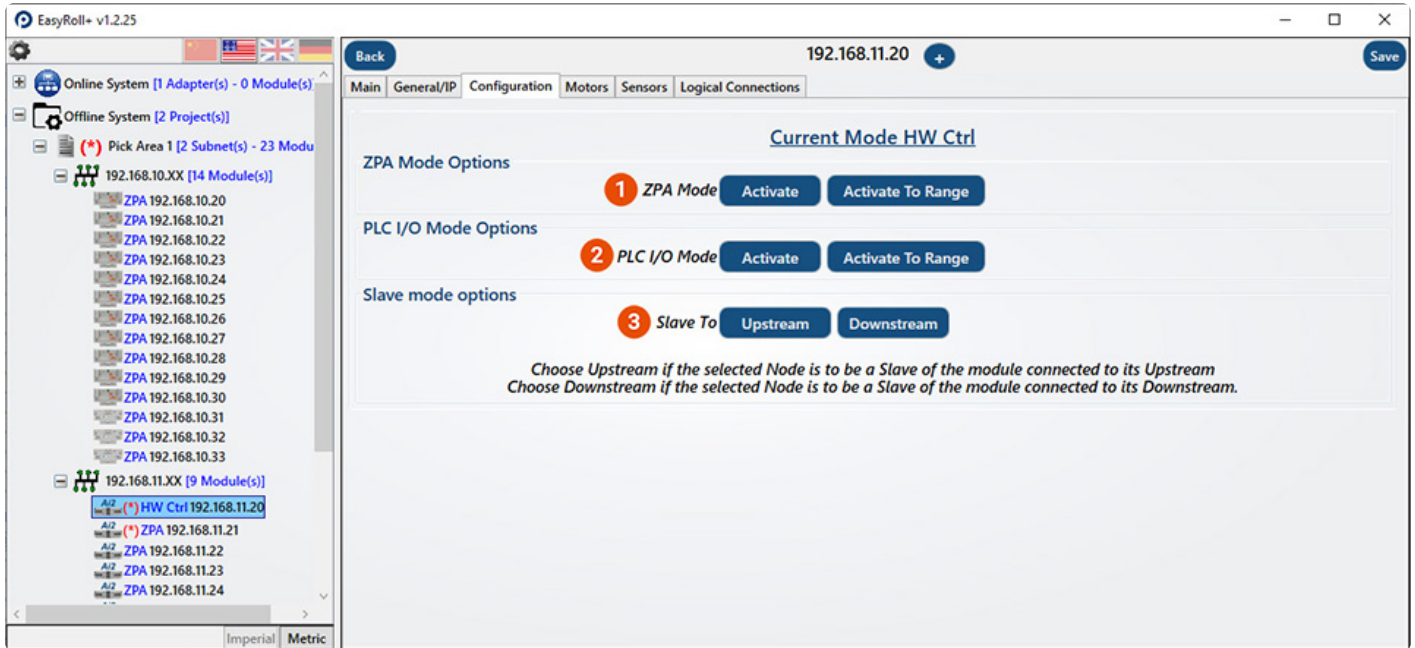 EasyRoll+ v1.2.25
Online System [1 Adapter(s) - 0 Module(s)
Offline System [2 Project(s)]
(*) Pick Area 1 [2 Subnet(s) - 23 Modu
192.168.10.XX [14 Module(s)]
ZPA 192.168.10.20
ZPA 192.168.10.21
ZPA 192.168.10.22
ZPA 192.168.10.23
ZPA 192.168.10.24
ZPA 192.168.10.25
ZPA 192.168.10.26
ZPA 192.168.10.27
ZPA 192.168.10.28
ZPA 192.168.10.29
ZPA 192.168.10.30
ZPA 192.168.10.31
ZPA 192.168.10.32
ZPA 192.168.10.33
192.168.11.XX [9 Module(s)]
Ai2 (*) HW Ctrl 192.168.11.20
Ai2 (*) ZPA 192.168.11.21
Ai2 ZPA 192.168.11.22
Ai2 ZPA 192.168.11.23
Ai2 ZPA 192.168.11.24
Imperial Metric
Back 192.168.11.20 + Save
Main General/IP Configuration Motors Sensors Logical Connections
Current Mode HW Ctrl
ZPA Mode Options
1 ZPA Mode Activate Activate To Range
PLC I/O Mode Options
2 PLC I/O Mode Activate Activate To Range
Slave mode options
3 Slave To Upstream Downstream
Choose Upstream if the selected Node is to be a Slave of the module connected to its Upstream
Choose Downstream if the selected Node is to be a Slave of the module connected to its Downstream.